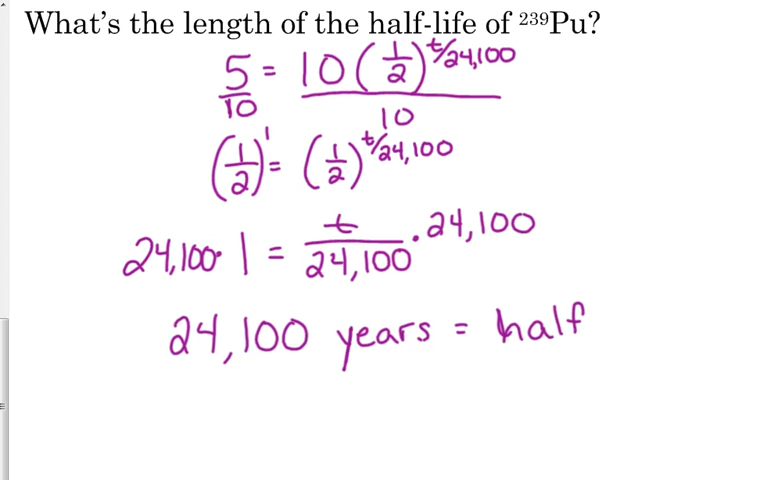 What's the length of the half-life of ²³⁹Pu?
5/10 = 10(1/2)^t/24,100 / 10
(1/2)^1 = (1/2)^t/24,100
24,100 · 1 = t/24,100 · 24,100
24,100 years = half